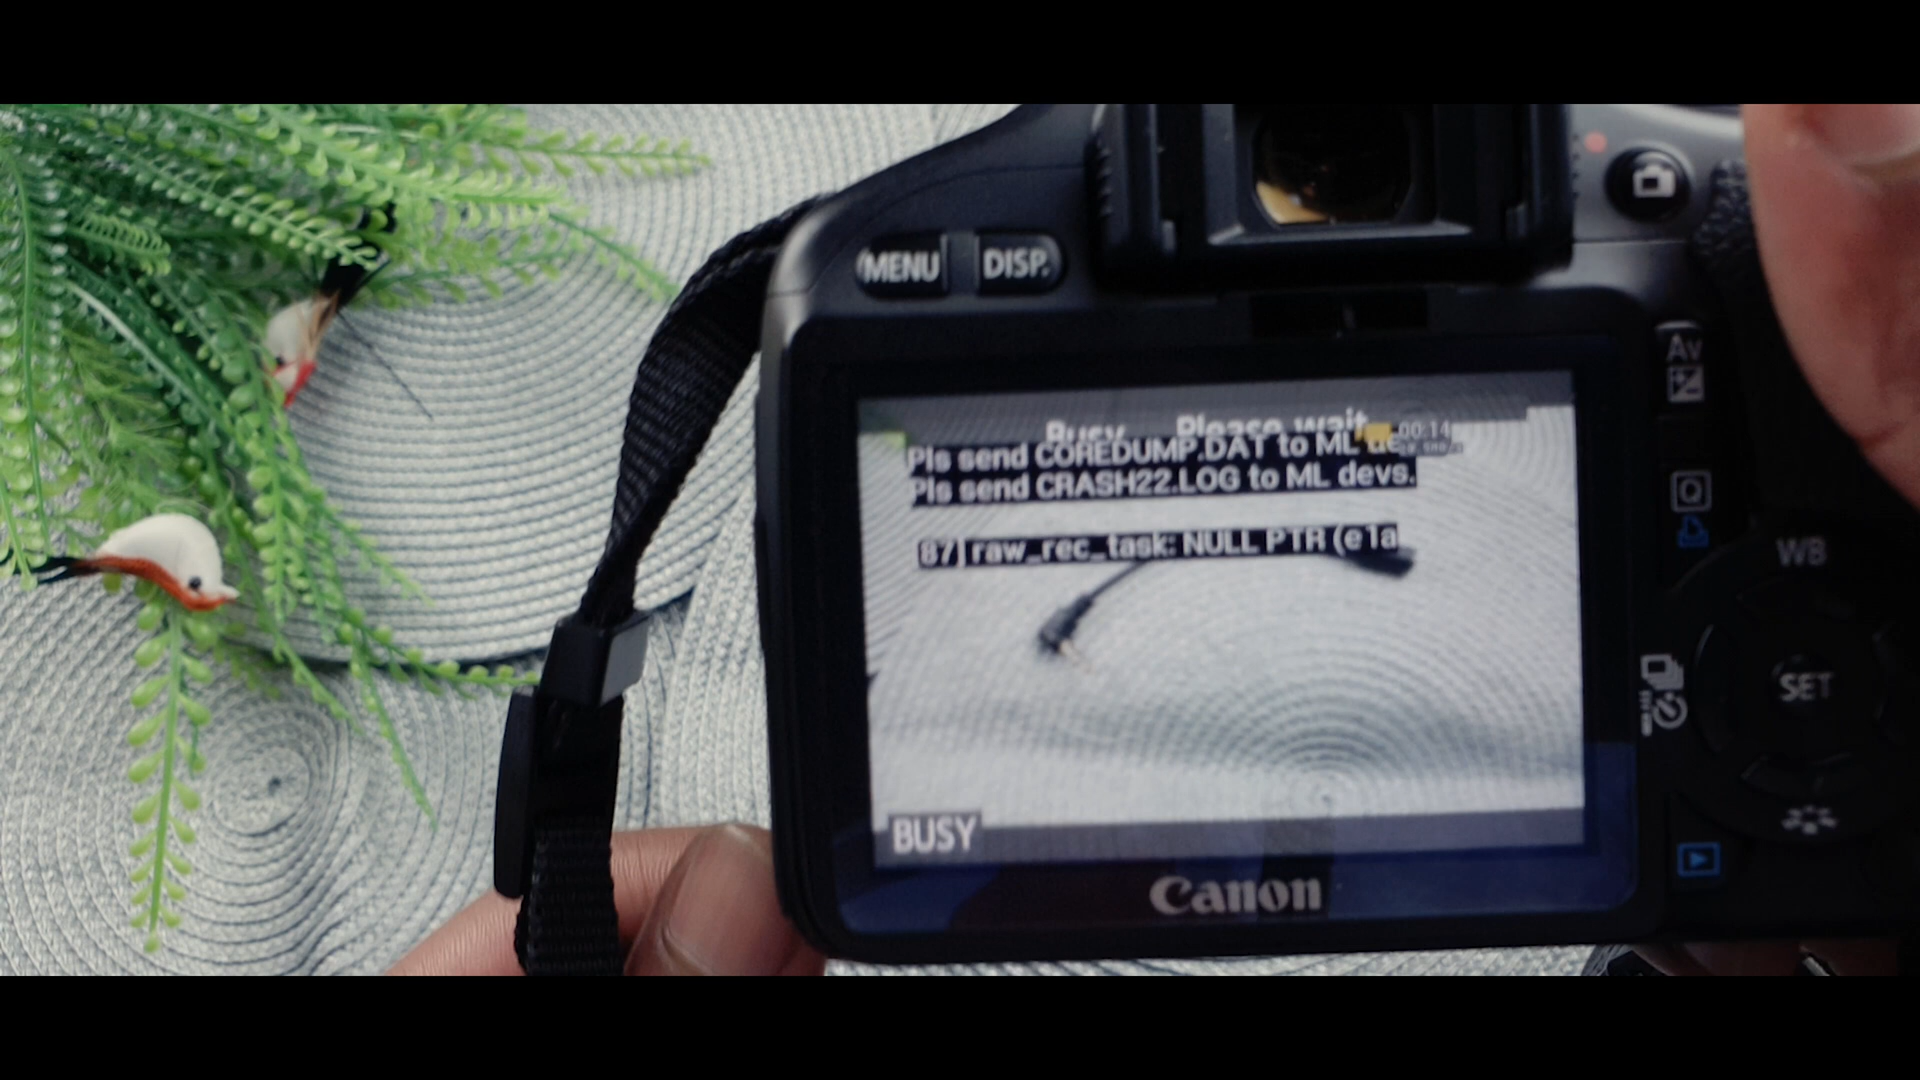 MENU DISP.
Av
Busy... Please wait
00:14
Pls send COREDUMP.DAT to ML de
Pls send CRASH22.LOG to ML devs.
87] raw_rec_task: NULL PTR (e1a
Q
WB
SET
BUSY
Canon